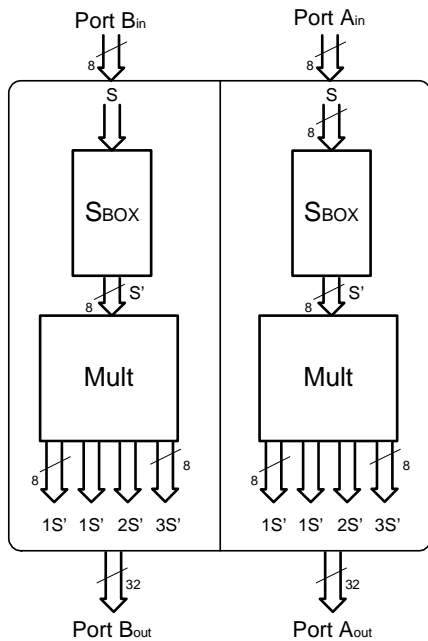 Port Bin Port Ain
8 8
S S
8
SBOX SBOX
8 S' 8 S'
Mult Mult
8 8 8 8
1S' 1S' 2S' 3S' 1S' 1S' 2S' 3S'
32 32
Port Bout Port Aout